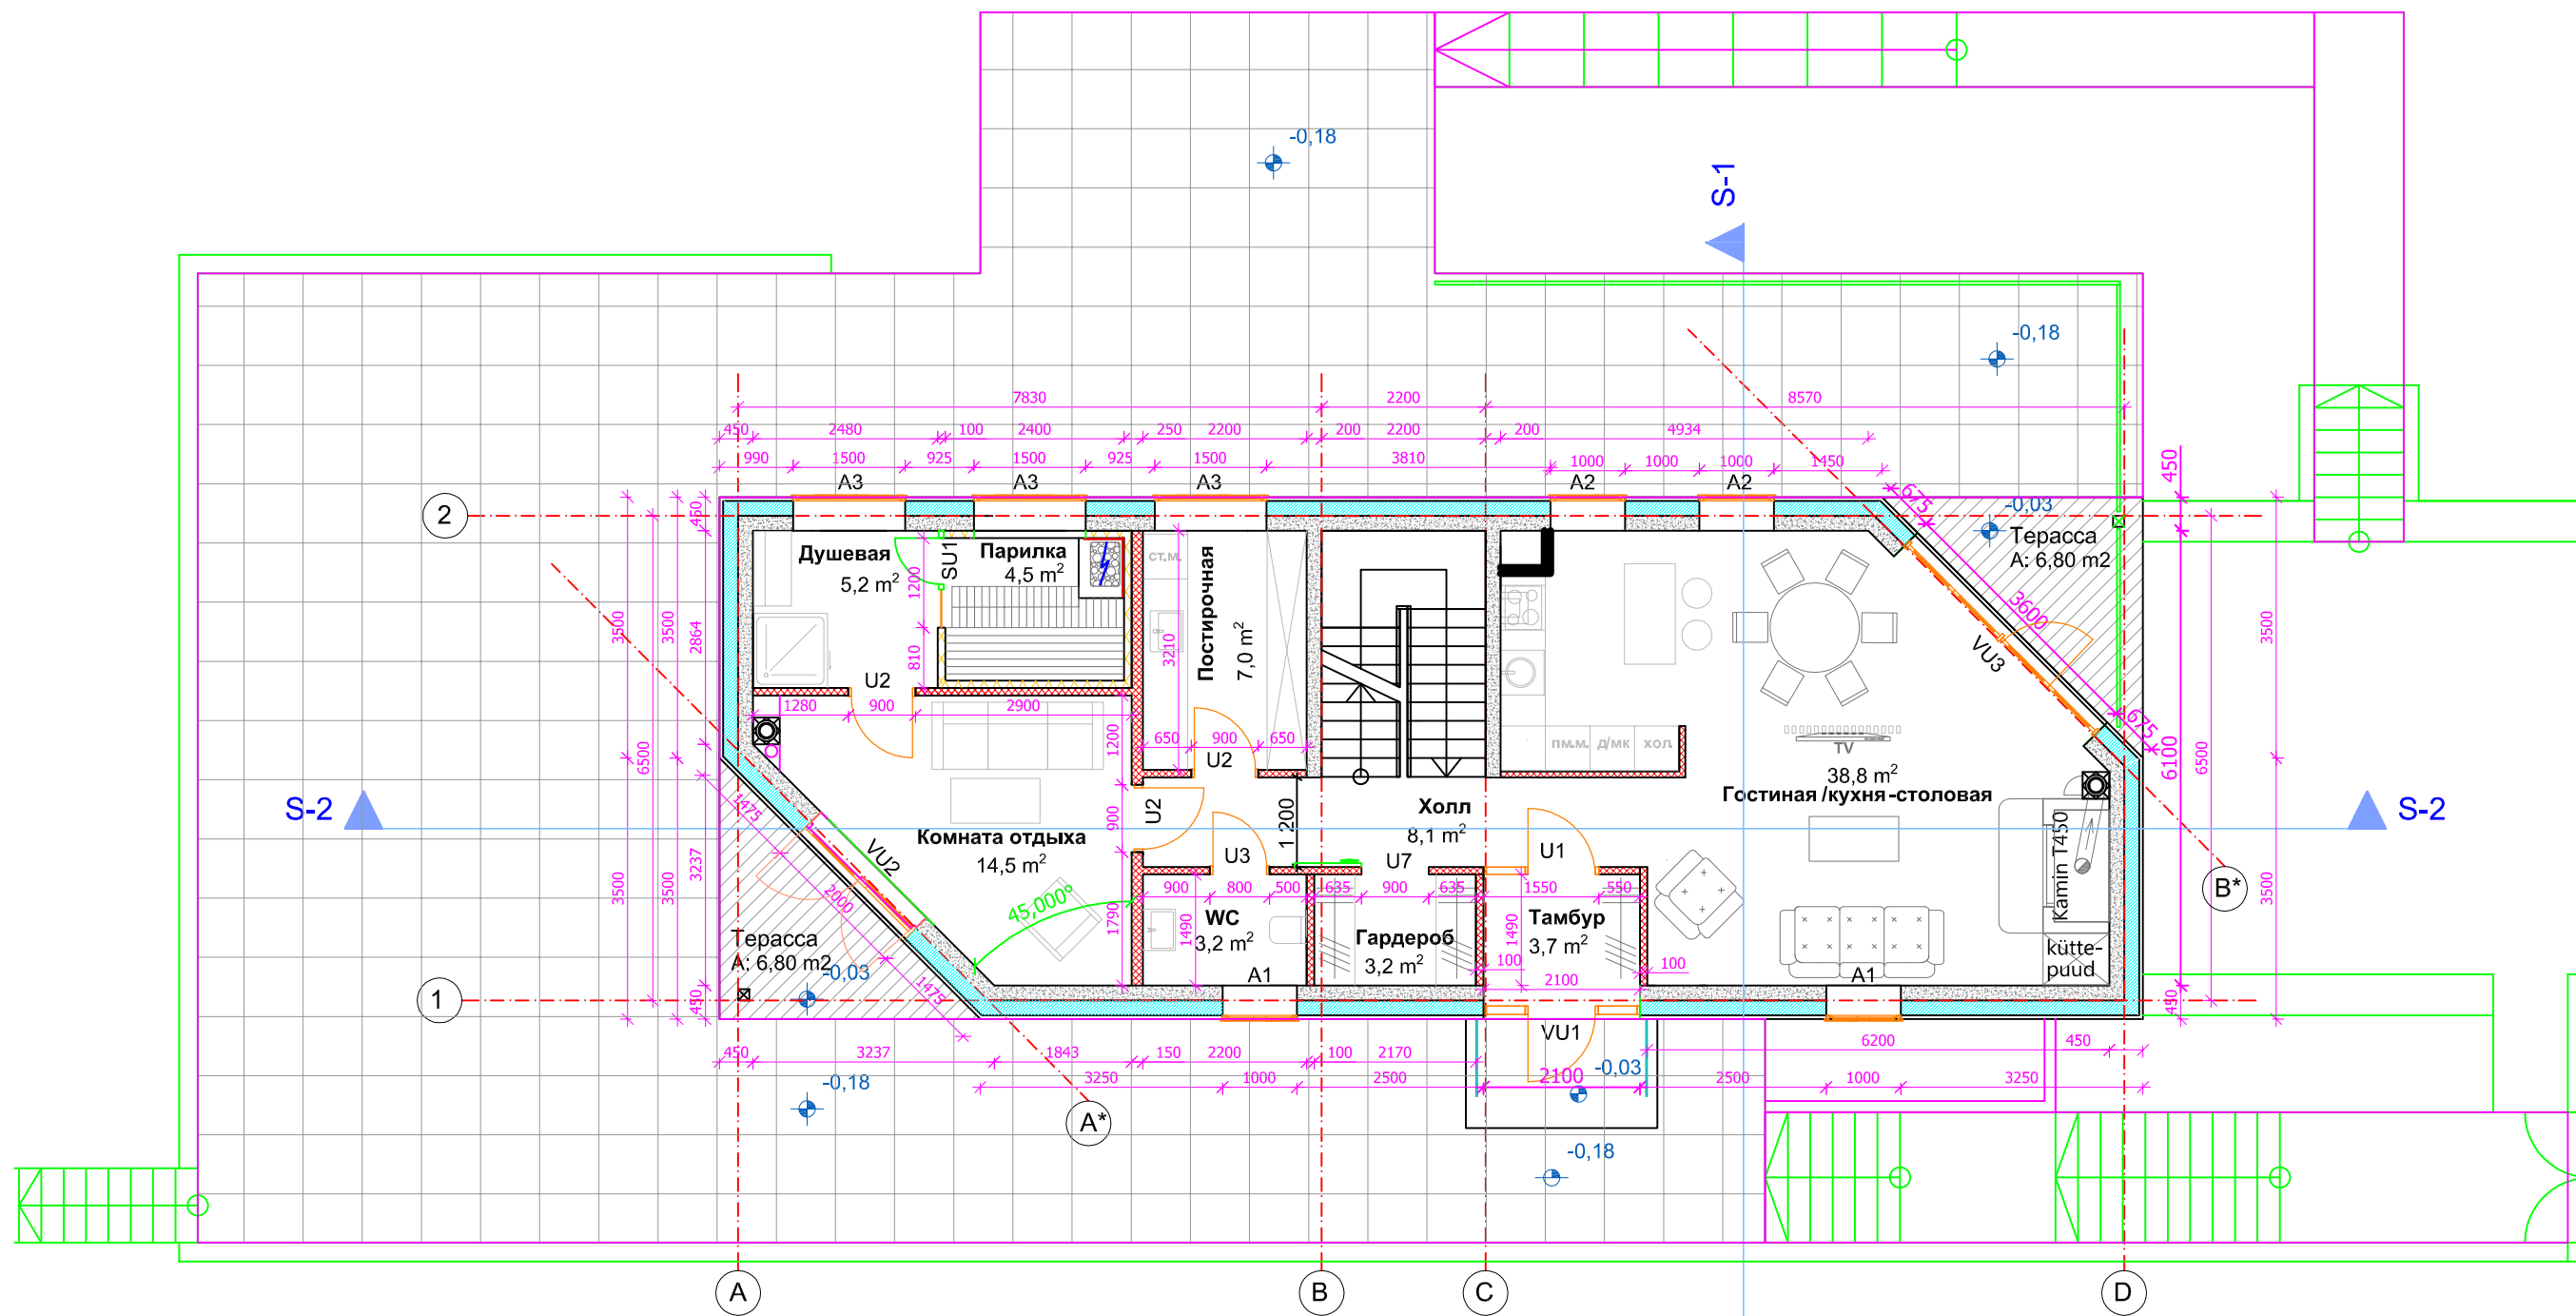 -0,18
S-1
-0,18
7830
2200
8570
450
2480
100
2400
250
2200
200
2200
200
4934
990
1500
925
1500
925
1500
3810
1000
1000
1000
1450
450
A3
A3
A3
A2
A2
2
450
675
-0,03
Терасса
A: 6,80 m2
Душевая
5,2 m²
SU1
Парилка
4,5 m²
ст.м.
Постирочная
7,0 m²
1200
810
3210
3500
3500
2864
6500
3600
3500
VU3
U2
1280
900
2900
1200
650
900
650
U2
пм.м.
д/мк
хол.
TV
38,8 m²
Гостиная /кухня-столовая
675
6100
6500
S-2
1475
VU2
Комната отдыха
14,5 m²
900
U2
U3
1 200
Холл
8,1 m²
U7
U1
Kamin T450
S-2
B*
3500
3500
3237
2000
45,000°
1790
900
800
500
635
900
635
1550
550
3500
WC
3,2 m²
1490
Гардероб
3,2 m²
Тамбур
3,7 m²
1490
100
100
2100
Терасса
A: 6,80 m2
-0,03
1475
A1
A1
kütte-
puud
450
450
1
VU1
450
3237
1843
150
2200
100
2170
6200
450
-0,18
3250
1000
2500
2100
-0,03
2500
1000
3250
A*
-0,18
A
B
C
D